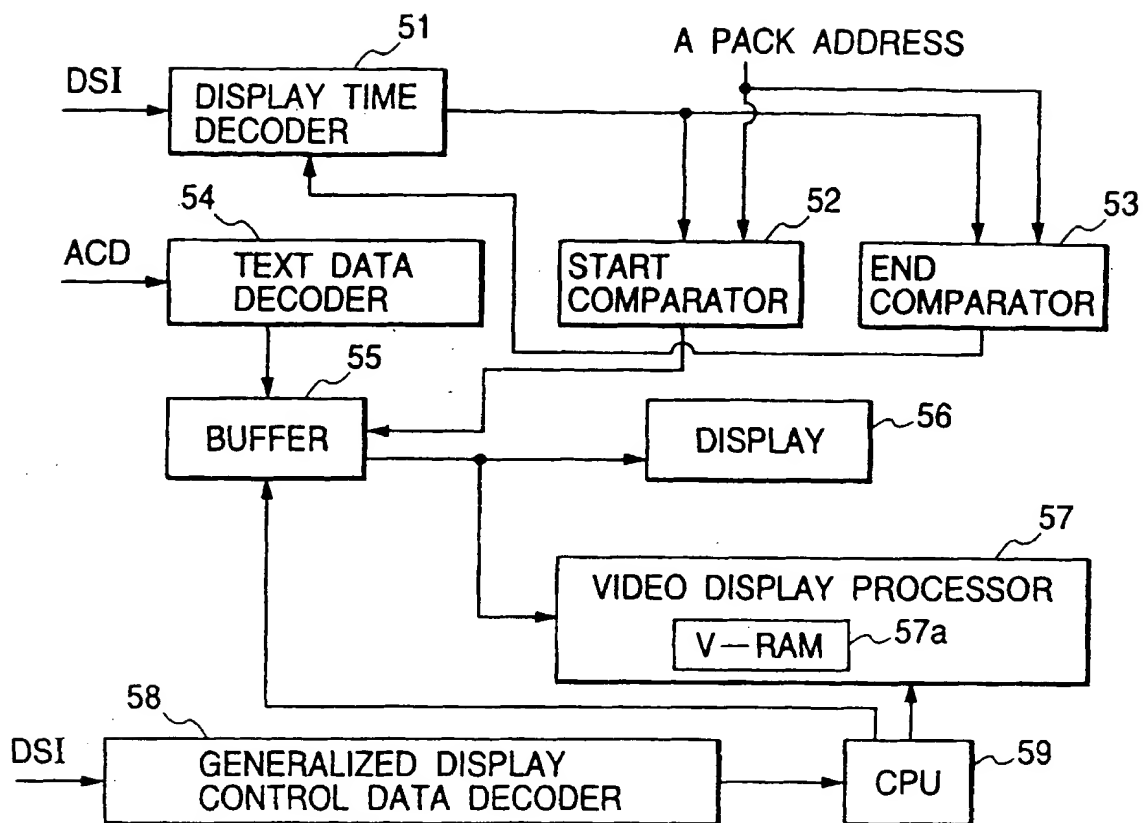 51
A PACK ADDRESS
DSI
DISPLAY TIME
DECODER
54
52
53
ACD
TEXT DATA
DECODER
START
COMPARATOR
END
COMPARATOR
55
BUFFER
56
DISPLAY
57
VIDEO DISPLAY PROCESSOR
V-RAM
57a
58
DSI
GENERALIZED DISPLAY
CONTROL DATA DECODER
CPU
59